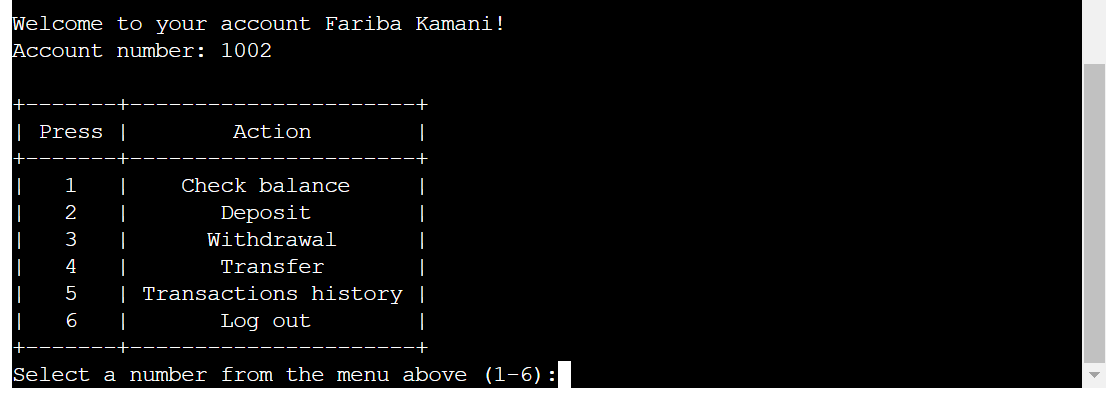 Welcome to your account Fariba Kamani!
Account number: 1002
+-------+----------------------+
| Press |        Action        |
+-------+----------------------+
|   1   |    Check balance     |
|   2   |       Deposit        |
|   3   |      Withdrawal      |
|   4   |       Transfer       |
|   5   | Transactions history |
|   6   |       Log out        |
+-------+----------------------+
Select a number from the menu above (1-6):